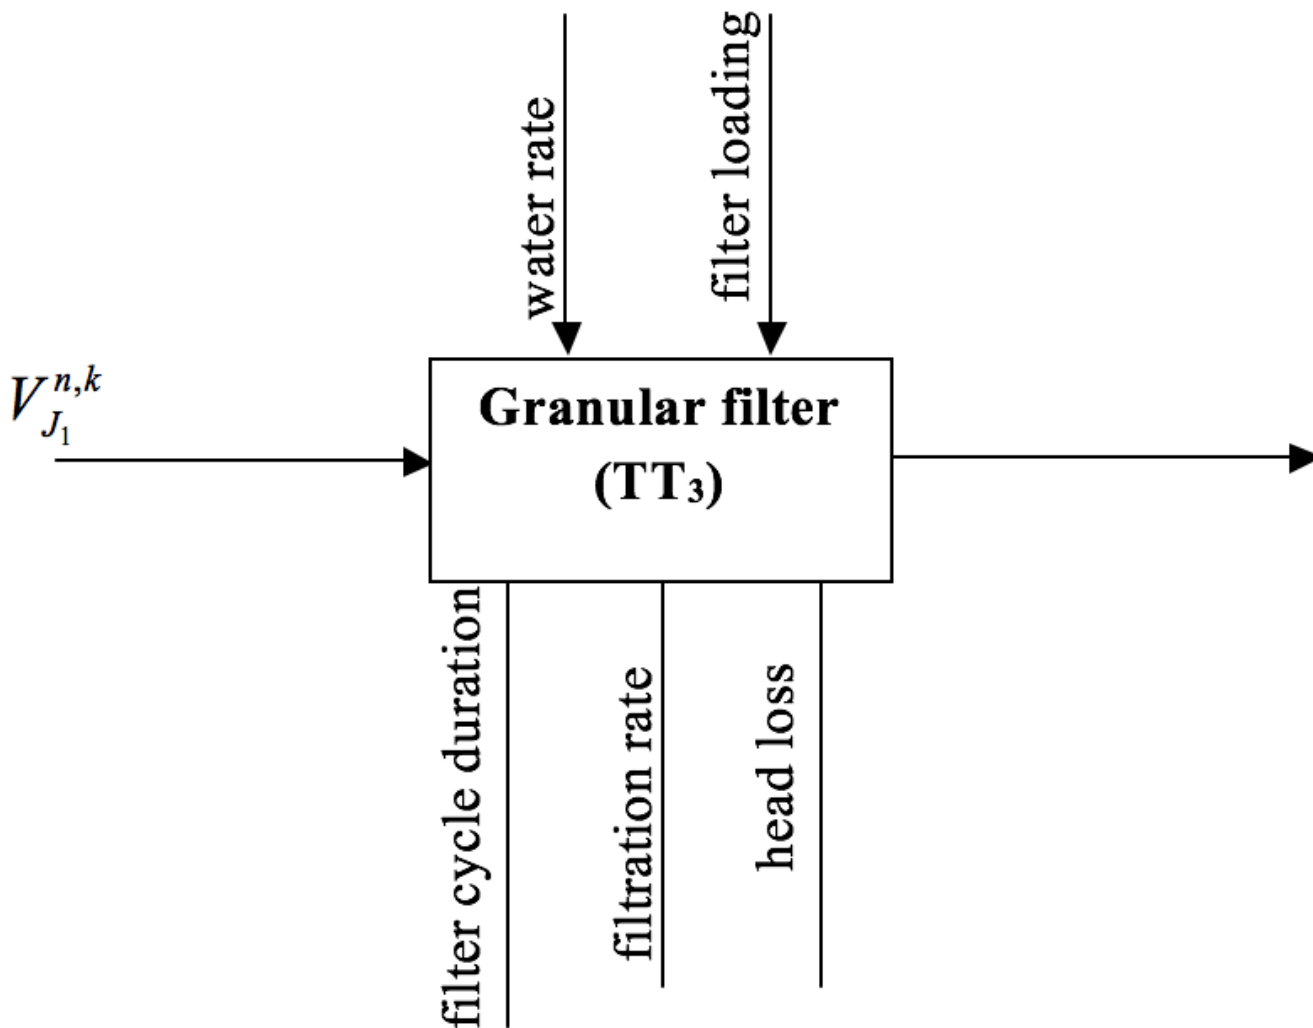 water rate
filter loading
V_{J_1}^{n,k}
Granular filter
(TT₃)
filter cycle duration
filtration rate
head loss